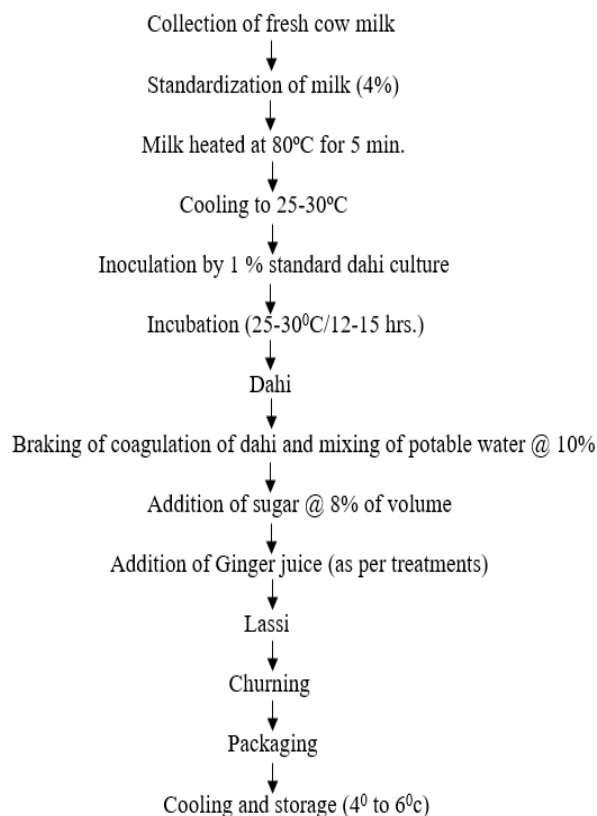 Collection of fresh cow milk
Standardization of milk (4%)
Milk heated at 80ºC for 5 min.
Cooling to 25-30ºC
Inoculation by 1 % standard dahi culture
Incubation (25-30⁰C/12-15 hrs.)
Dahi
Braking of coagulation of dahi and mixing of potable water @ 10%
Addition of sugar @ 8% of volume
Addition of Ginger juice (as per treatments)
Lassi
Churning
Packaging
Cooling and storage (4⁰ to 6⁰c)